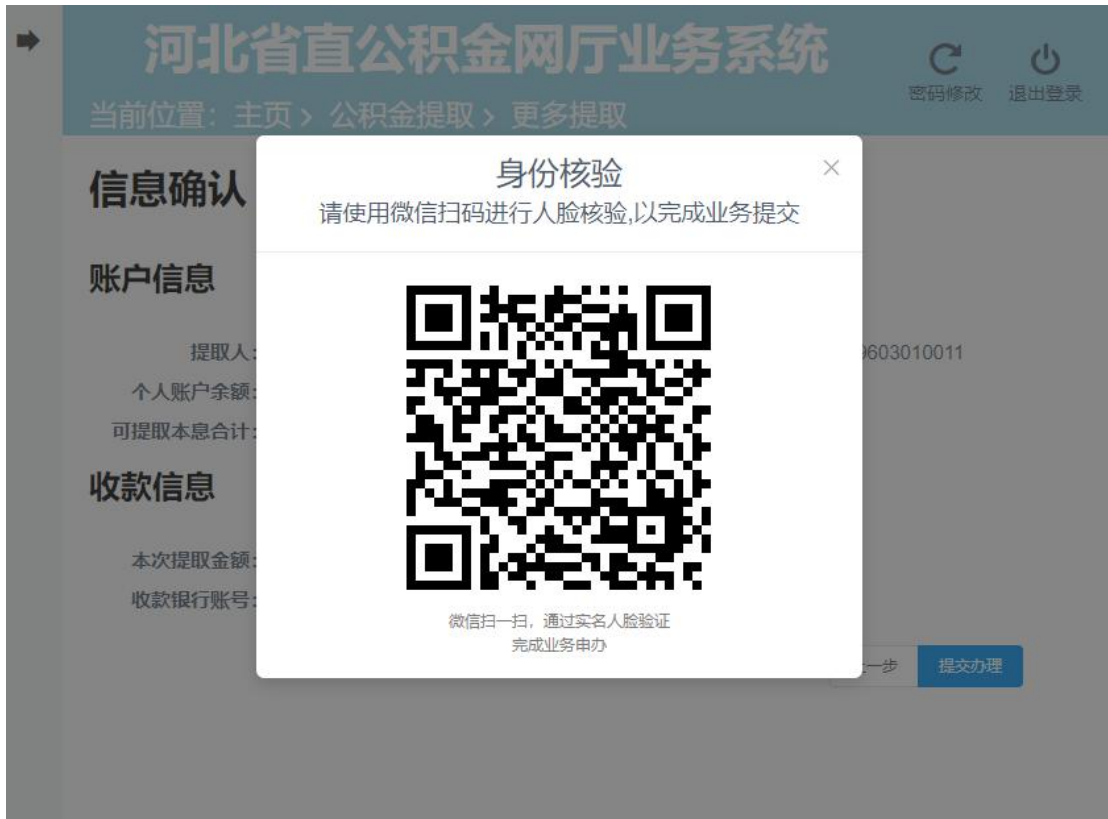 河北省直公积金网厅业务系统
密码修改 退出登录
当前位置：主页 > 公积金提取 > 更多提取
身份核验
请使用微信扫码进行人脸核验,以完成业务提交
信息确认
账户信息
提取人:
9603010011
个人账户余额:
可提取本息合计:
收款信息
本次提取金额:
收款银行账号:
微信扫一扫，通过实名人脸验证
完成业务申办
一步 提交办理